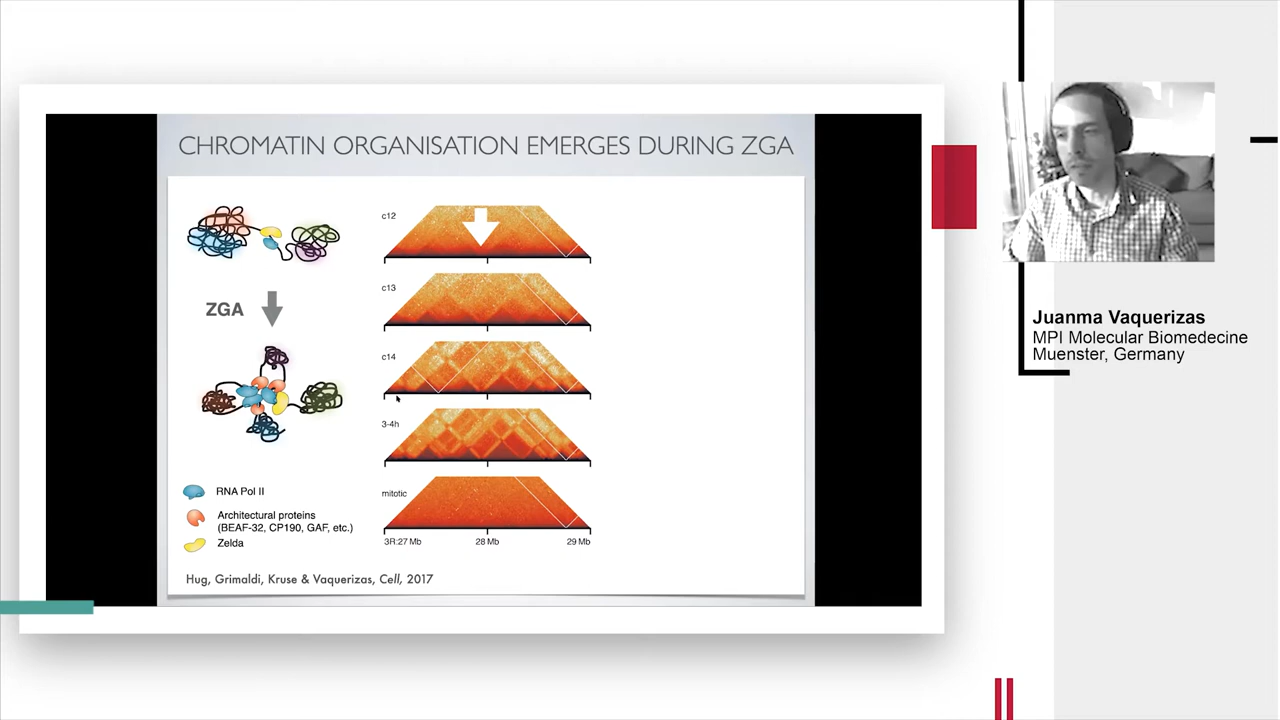 CHROMATIN ORGANISATION EMERGES DURING ZGA
ZGA
RNA Pol II
Architectural proteins
(BEAF-32, CP190, GAF, etc.)
Zelda
c12
c13
c14
3-4h
mitotic
3R:27 Mb 28 Mb 29 Mb
Hug, Grimaldi, Kruse & Vaquerizas, Cell, 2017
Juanma Vaquerizas
MPI Molecular Biomedecine
Muenster, Germany